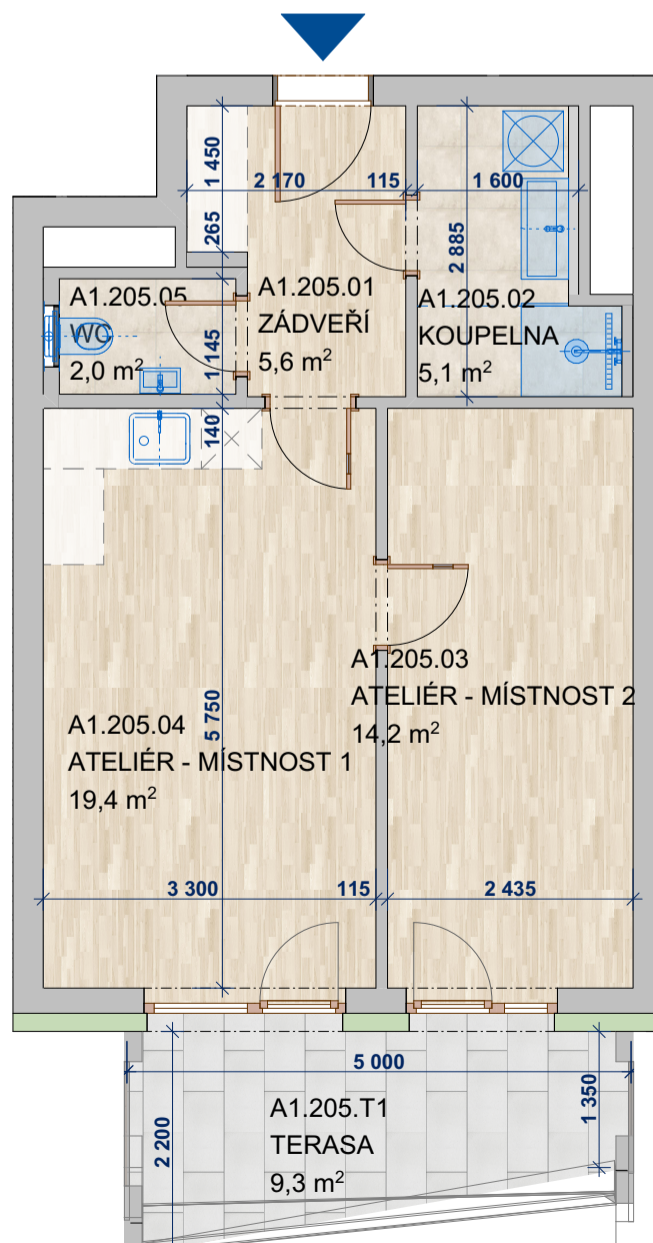 1 450
2 170
115
1 600
265
2 885
A1.205.05
WC
2,0 m²
1 145
A1.205.01
ZÁDVEŘÍ
5,6 m²
A1.205.02
KOUPELNA
5,1 m²
140
A1.205.03
ATELIÉR - MÍSTNOST 2
14,2 m²
5 750
A1.205.04
ATELIÉR - MÍSTNOST 1
19,4 m²
3 300
115
2 435
5 000
2 200
1 350
A1.205.T1
TERASA
9,3 m²